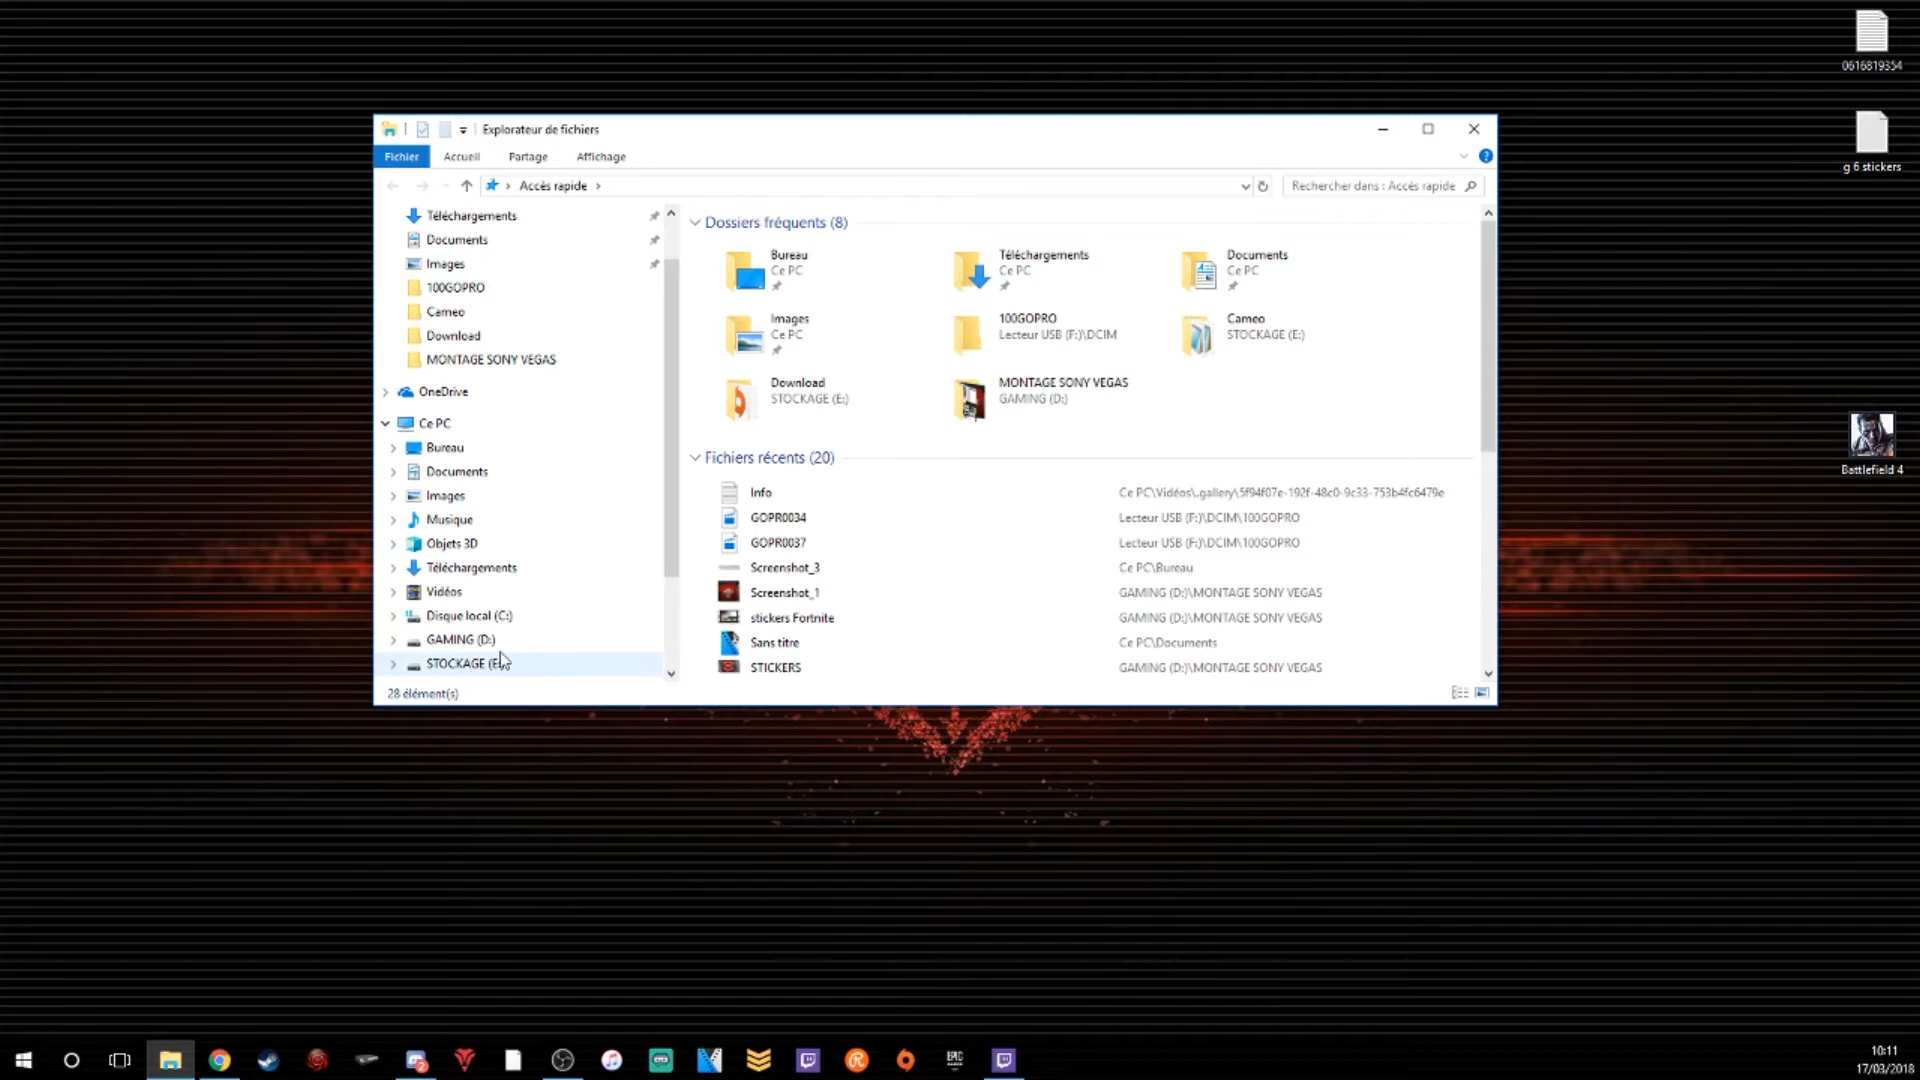 0616819354
g 6 stickers
Battlefield 4
Explorateur de fichiers
Fichier Accueil Partage Affichage
Accès rapide
Rechercher dans : Accès rapide
Téléchargements
Documents
Images
100GOPRO
Cameo
Download
MONTAGE SONY VEGAS
OneDrive
Ce PC
Bureau
Documents
Images
Musique
Objets 3D
Téléchargements
Vidéos
Disque local (C:)
GAMING (D:)
STOCKAGE (E:)
28 élément(s)
Dossiers fréquents (8)
Bureau
Ce PC
Téléchargements
Ce PC
Documents
Ce PC
Images
Ce PC
100GOPRO
Lecteur USB (F:)\DCIM
Cameo
STOCKAGE (E:)
Download
STOCKAGE (E:)
MONTAGE SONY VEGAS
GAMING (D:)
Fichiers récents (20)
Info Ce PC\Vidéos\.gallery\5f94f07e-192f-48c0-9c33-753b4fc6479e
GOPR0034 Lecteur USB (F:)\DCIM\100GOPRO
GOPR0037 Lecteur USB (F:)\DCIM\100GOPRO
Screenshot_3 Ce PC\Bureau
Screenshot_1 GAMING (D:)\MONTAGE SONY VEGAS
stickers Fortnite GAMING (D:)\MONTAGE SONY VEGAS
Sans titre Ce PC\Documents
STICKERS GAMING (D:)\MONTAGE SONY VEGAS
EPIC
10:11
17/03/2018